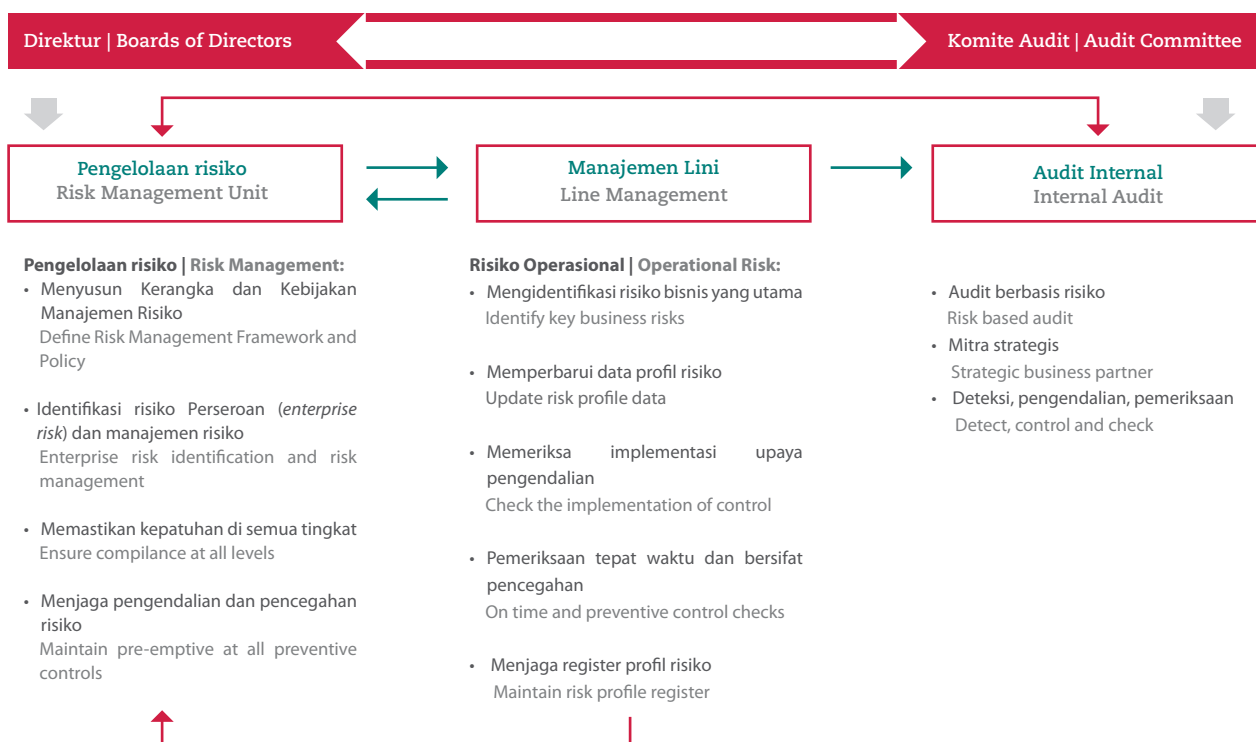 Direktur | Boards of Directors
Komite Audit | Audit Committee
Pengelolaan risiko
Risk Management Unit
Manajemen Lini
Line Management
Audit Internal
Internal Audit
Pengelolaan risiko | Risk Management:
• Menyusun Kerangka dan Kebijakan
Manajemen Risiko
Define Risk Management Framework and
Policy
• Identifikasi risiko Perseroan (enterprise
risk) dan manajemen risiko
Enterprise risk identification and risk
management
• Memastikan kepatuhan di semua tingkat
Ensure compilance at all levels
• Menjaga pengendalian dan pencegahan
risiko
Maintain pre-emptive at all preventive
controls
Risiko Operasional | Operational Risk:
• Mengidentifikasi risiko bisnis yang utama
Identify key business risks
• Memperbarui data profil risiko
Update risk profile data
• Memeriksa implementasi upaya
pengendalian
Check the implementation of control
• Pemeriksaan tepat waktu dan bersifat
pencegahan
On time and preventive control checks
• Menjaga register profil risiko
Maintain risk profile register
• Audit berbasis risiko
Risk based audit
• Mitra strategis
Strategic business partner
• Deteksi, pengendalian, pemeriksaan
Detect, control and check